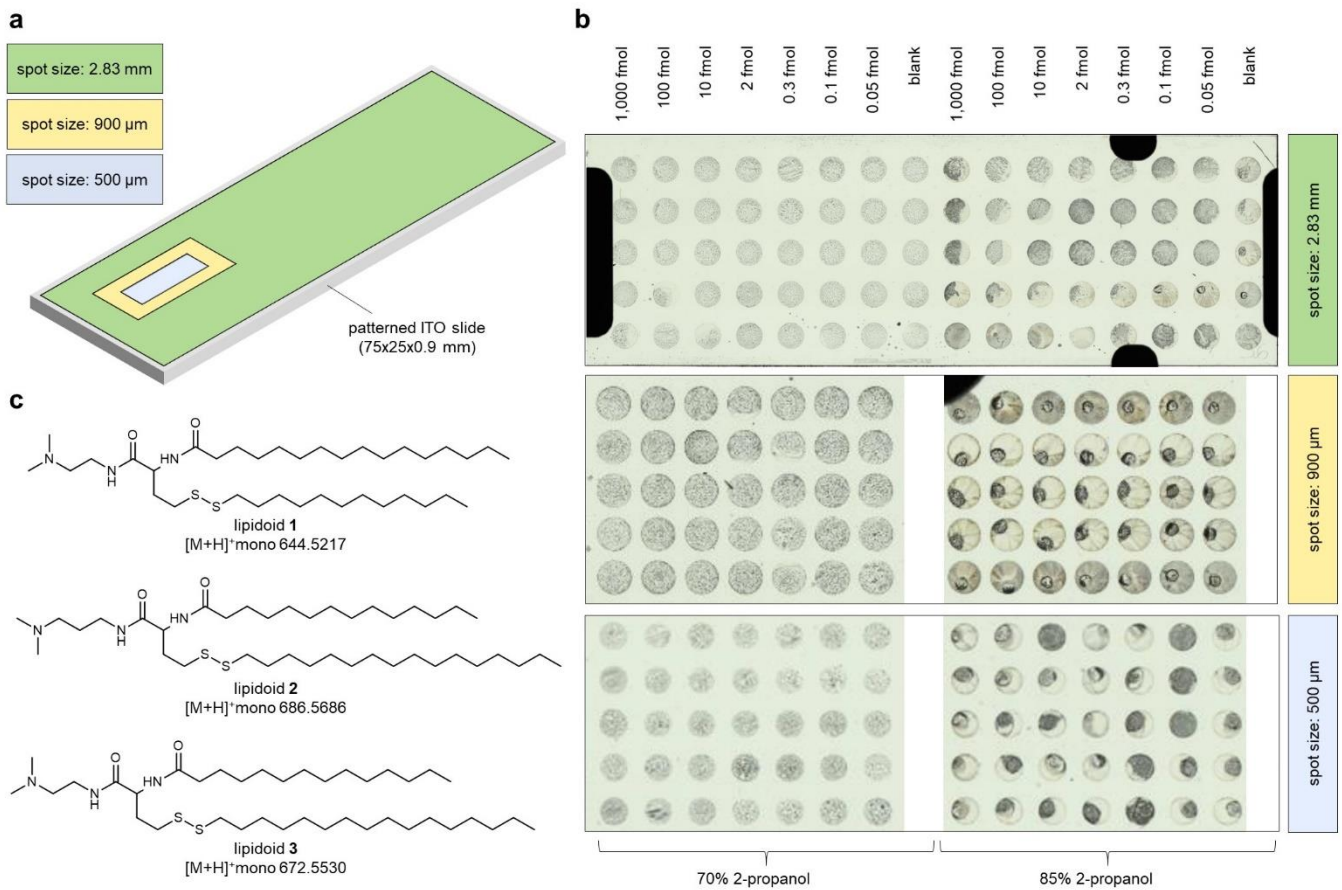 a
spot size: 2.83 mm
spot size: 900 µm
spot size: 500 µm
patterned ITO slide
(75x25x0.9 mm)
b
1,000 fmol
100 fmol
10 fmol
2 fmol
0.3 fmol
0.1 fmol
0.05 fmol
blank
1,000 fmol
100 fmol
10 fmol
2 fmol
0.3 fmol
0.1 fmol
0.05 fmol
blank
spot size: 2.83 mm
spot size: 900 µm
spot size: 500 µm
70% 2-propanol
85% 2-propanol
c
O
O
N
N
H
HN
S
S
lipidoid 1
[M+H]⁺mono 644.5217
O
O
N
N
H
HN
S
S
lipidoid 2
[M+H]⁺mono 686.5686
O
O
N
N
H
HN
S
S
lipidoid 3
[M+H]⁺mono 672.5530